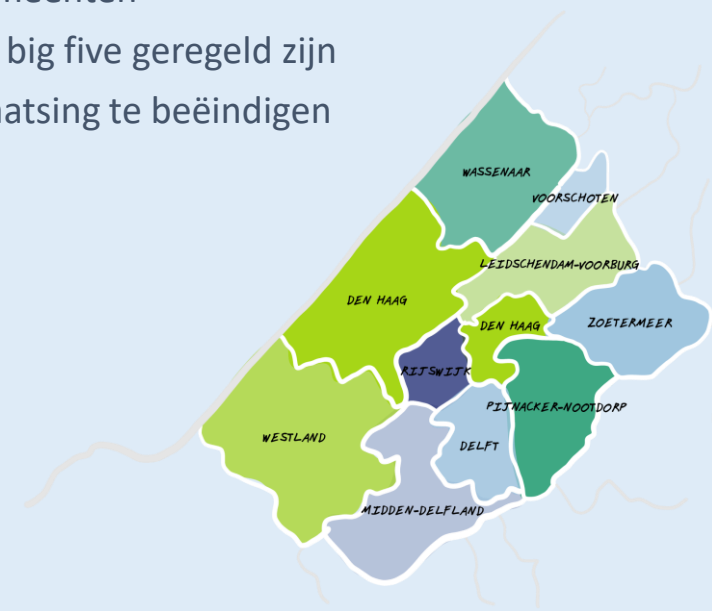 big five geregeld zijn
te beëindigen
WASSENAAR
VOORSCHOTEN
LEIDSCHENDAM-VOORBURG
DEN HAAG
DEN HAAG
ZOETERMEER
RIJSWIJK
PIJNACKER-NOOTDORP
WESTLAND
DELFT
MIDDEN-DELFLAND